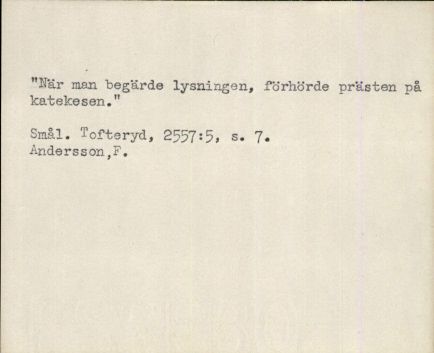 "När man begärde lysningen, förhörde prästen på
katekesen."
Smål. Tofteryd, 2557:5, s. 7.
Andersson,F.